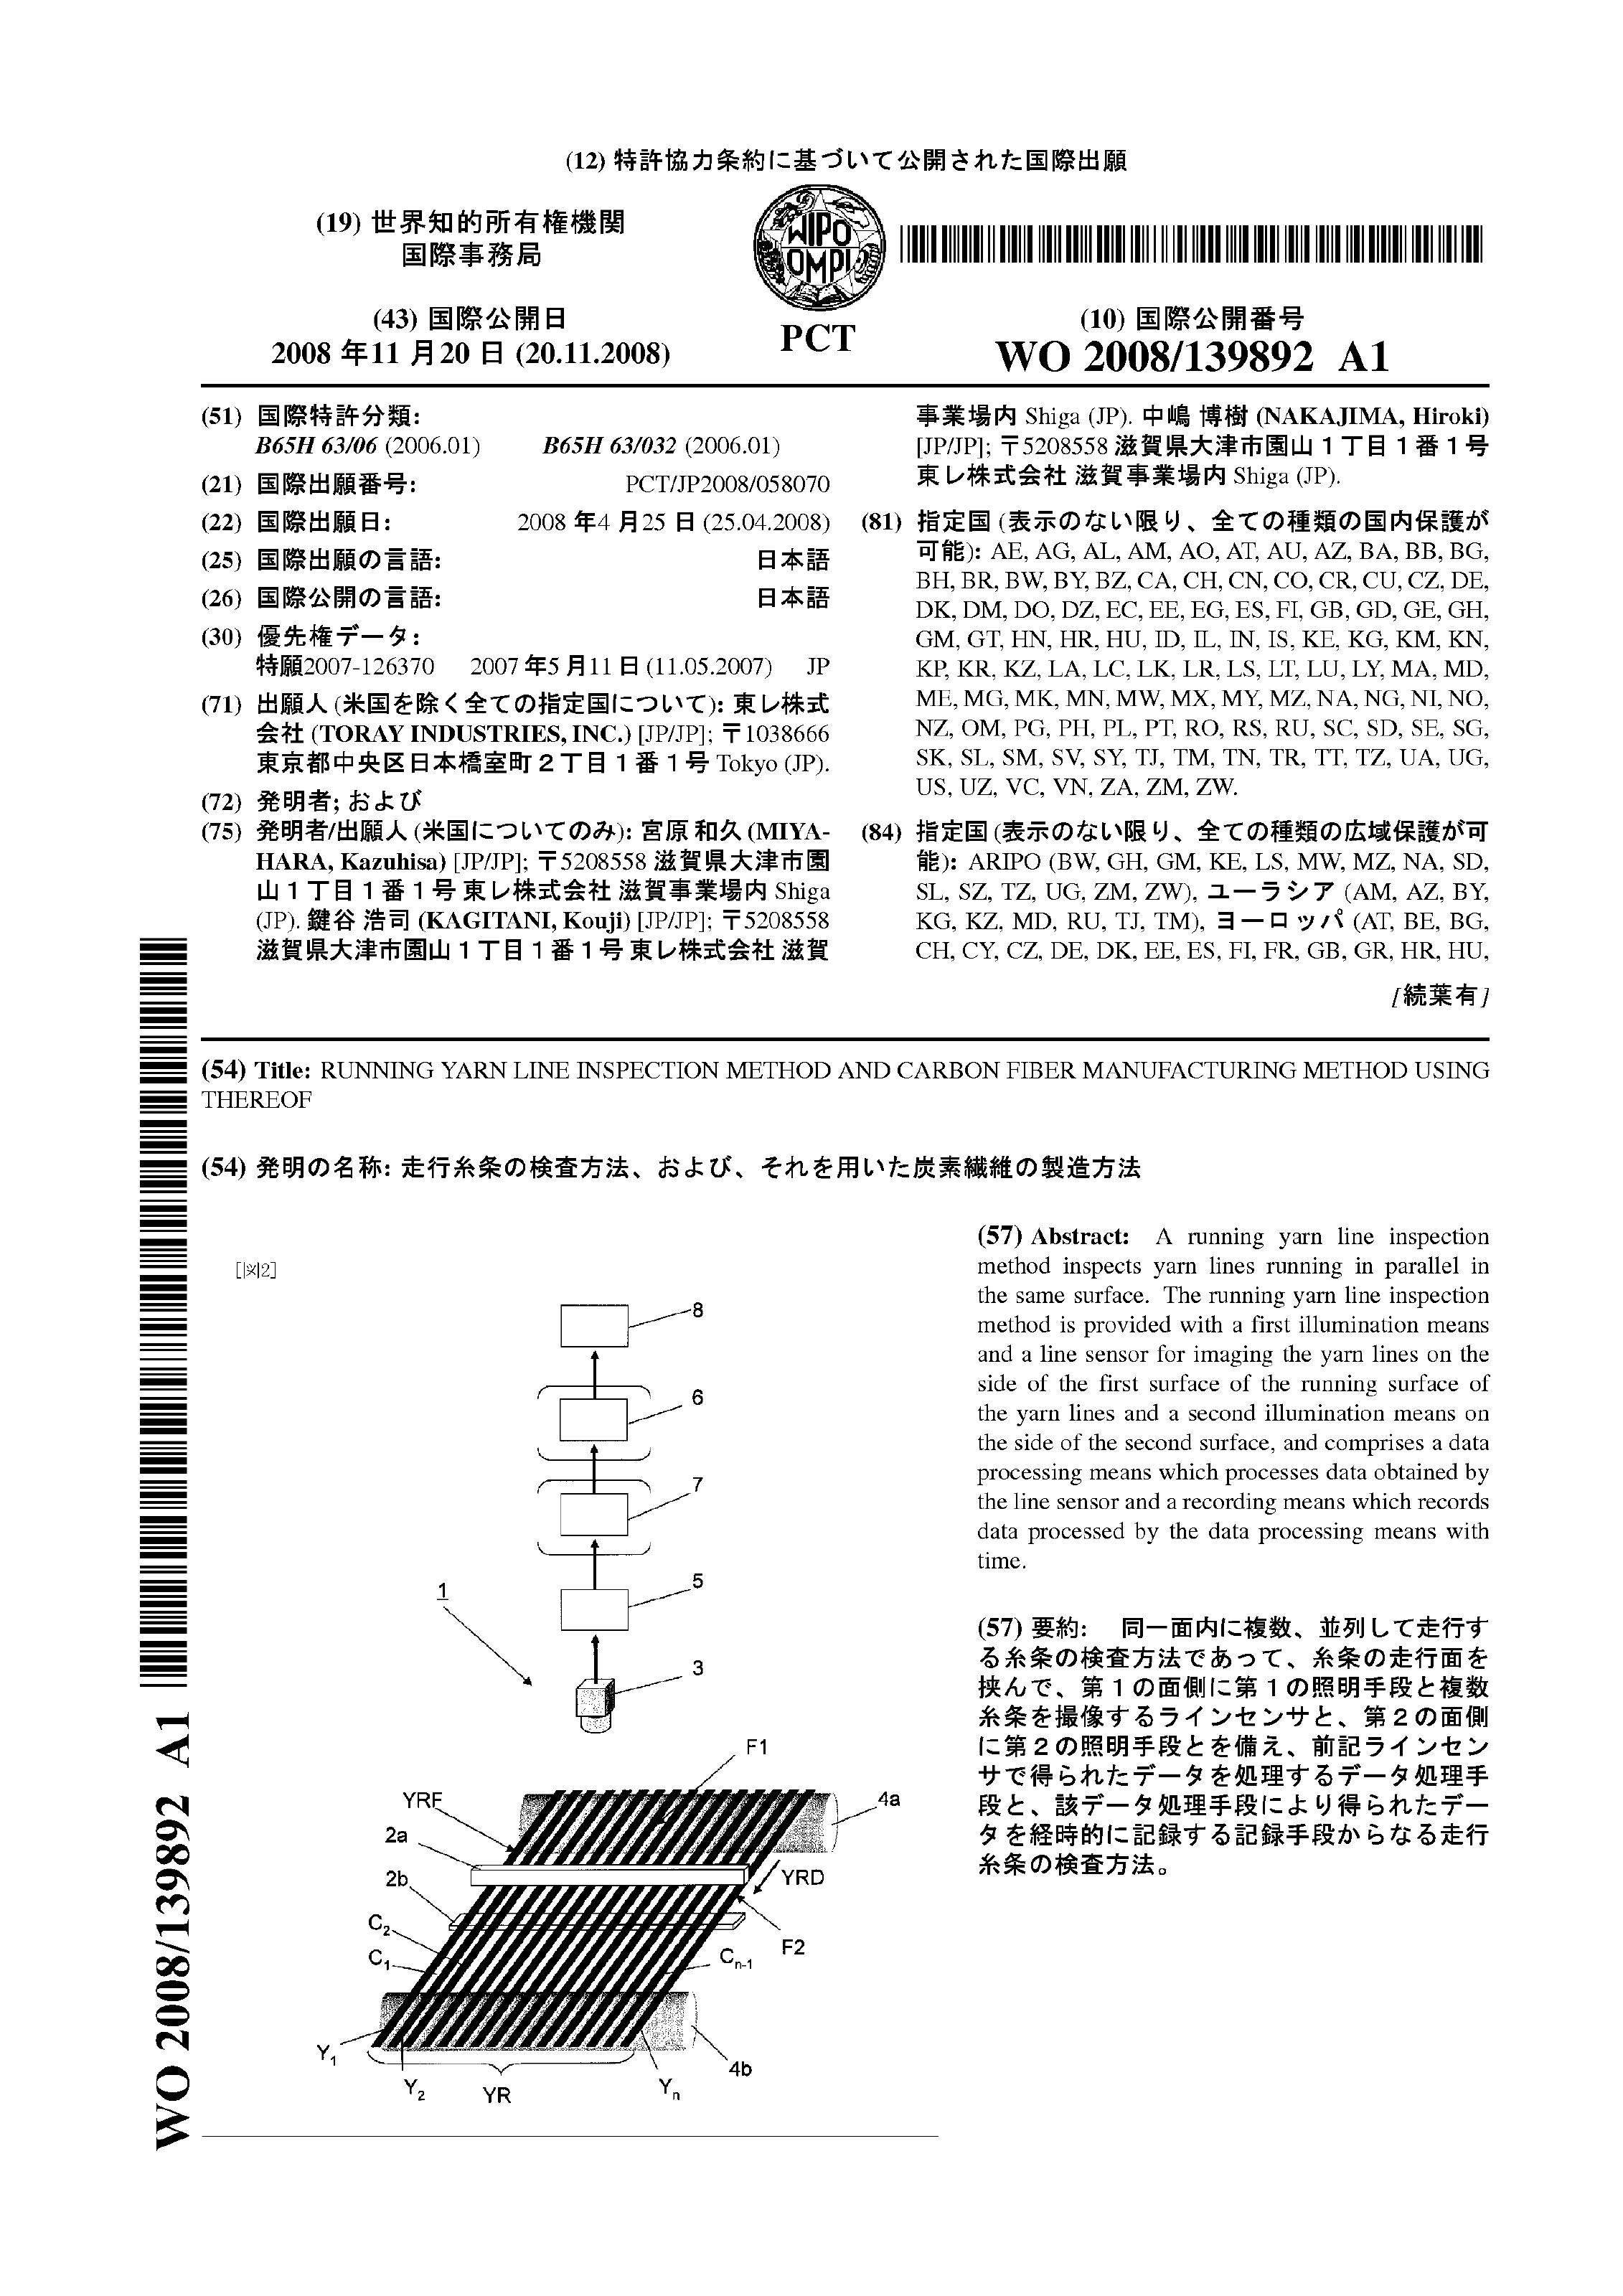 (12) 特許協力条約に基づいて公開された国際出願
(19) 世界知的所有権機関
国際事務局
(43) 国際公開日
2008 年11 月20 日 (20.11.2008)
WIPO
OMPI
PCT
(10) 国際公開番号
WO 2008/139892 A1
(51) 国際特許分類:
B65H 63/06 (2006.01) B65H 63/032 (2006.01)
(21) 国際出願番号: PCT/JP2008/058070
(22) 国際出願日: 2008 年4 月25 日 (25.04.2008)
(25) 国際出願の言語: 日本語
(26) 国際公開の言語: 日本語
(30) 優先権データ:
特願2007-126370 2007 年5 月11 日 (11.05.2007) JP
(71) 出願人 (米国を除く全ての指定国について): 東レ株式
会社 (TORAY INDUSTRIES, INC.) [JP/JP]; 〒1038666
東京都中央区日本橋室町2丁目1番1号 Tokyo (JP).
(72) 発明者; および
(75) 発明者/出願人 (米国についてのみ): 宮原 和久 (MIYA-
HARA, Kazuhisa) [JP/JP]; 〒5208558 滋賀県大津市園
山1丁目1番1号 東レ株式会社 滋賀事業場内 Shiga
(JP). 鍵谷 浩司 (KAGITANI, Kouji) [JP/JP]; 〒5208558
滋賀県大津市園山1丁目1番1号 東レ株式会社 滋賀
事業場内 Shiga (JP). 中嶋 博樹 (NAKAJIMA, Hiroki)
[JP/JP]; 〒5208558 滋賀県大津市園山1丁目1番1号
東レ株式会社 滋賀事業場内 Shiga (JP).
(81) 指定国 (表示のない限り、全ての種類の国内保護が
可能): AE, AG, AL, AM, AO, AT, AU, AZ, BA, BB, BG,
BH, BR, BW, BY, BZ, CA, CH, CN, CO, CR, CU, CZ, DE,
DK, DM, DO, DZ, EC, EE, EG, ES, FI, GB, GD, GE, GH,
GM, GT, HN, HR, HU, ID, IL, IN, IS, KE, KG, KM, KN,
KP, KR, KZ, LA, LC, LK, LR, LS, LT, LU, LY, MA, MD,
ME, MG, MK, MN, MW, MX, MY, MZ, NA, NG, NI, NO,
NZ, OM, PG, PH, PL, PT, RO, RS, RU, SC, SD, SE, SG,
SK, SL, SM, SV, SY, TJ, TM, TN, TR, TT, TZ, UA, UG,
US, UZ, VC, VN, ZA, ZM, ZW.
(84) 指定国 (表示のない限り、全ての種類の広域保護が可
能): ARIPO (BW, GH, GM, KE, LS, MW, MZ, NA, SD,
SL, SZ, TZ, UG, ZM, ZW), ユーラシア (AM, AZ, BY,
KG, KZ, MD, RU, TJ, TM), ヨーロッパ (AT, BE, BG,
CH, CY, CZ, DE, DK, EE, ES, FI, FR, GB, GR, HR, HU,
[続葉有]
(54) Title: RUNNING YARN LINE INSPECTION METHOD AND CARBON FIBER MANUFACTURING METHOD USING
THEREOF
(54) 発明の名称: 走行糸条の検査方法、および、それを用いた炭素繊維の製造方法
[図2]
8
6
7
5
1
3
F1
YRF
4a
2a
2b
YRD
C2
C1
F2
Cn-1
Y1
Y2
YR
Yn
4b
(57) Abstract: A running yarn line inspection
method inspects yarn lines running in parallel in
the same surface. The running yarn line inspection
method is provided with a first illumination means
and a line sensor for imaging the yarn lines on the
side of the first surface of the running surface of
the yarn lines and a second illumination means on
the side of the second surface, and comprises a data
processing means which processes data obtained by
the line sensor and a recording means which records
data processed by the data processing means with
time.
(57) 要約: 同一面内に複数、並列して走行す
る糸条の検査方法であって、糸条の走行面を
挟んで、第1の面側に第1の照明手段と複数
糸条を撮像するラインセンサと、第2の面側
に第2の照明手段とを備え、前記ラインセン
サで得られたデータを処理するデータ処理手
段と、該データ処理手段により得られたデー
タを経時的に記録する記録手段からなる走行
糸条の検査方法。
WO 2008/139892 A1